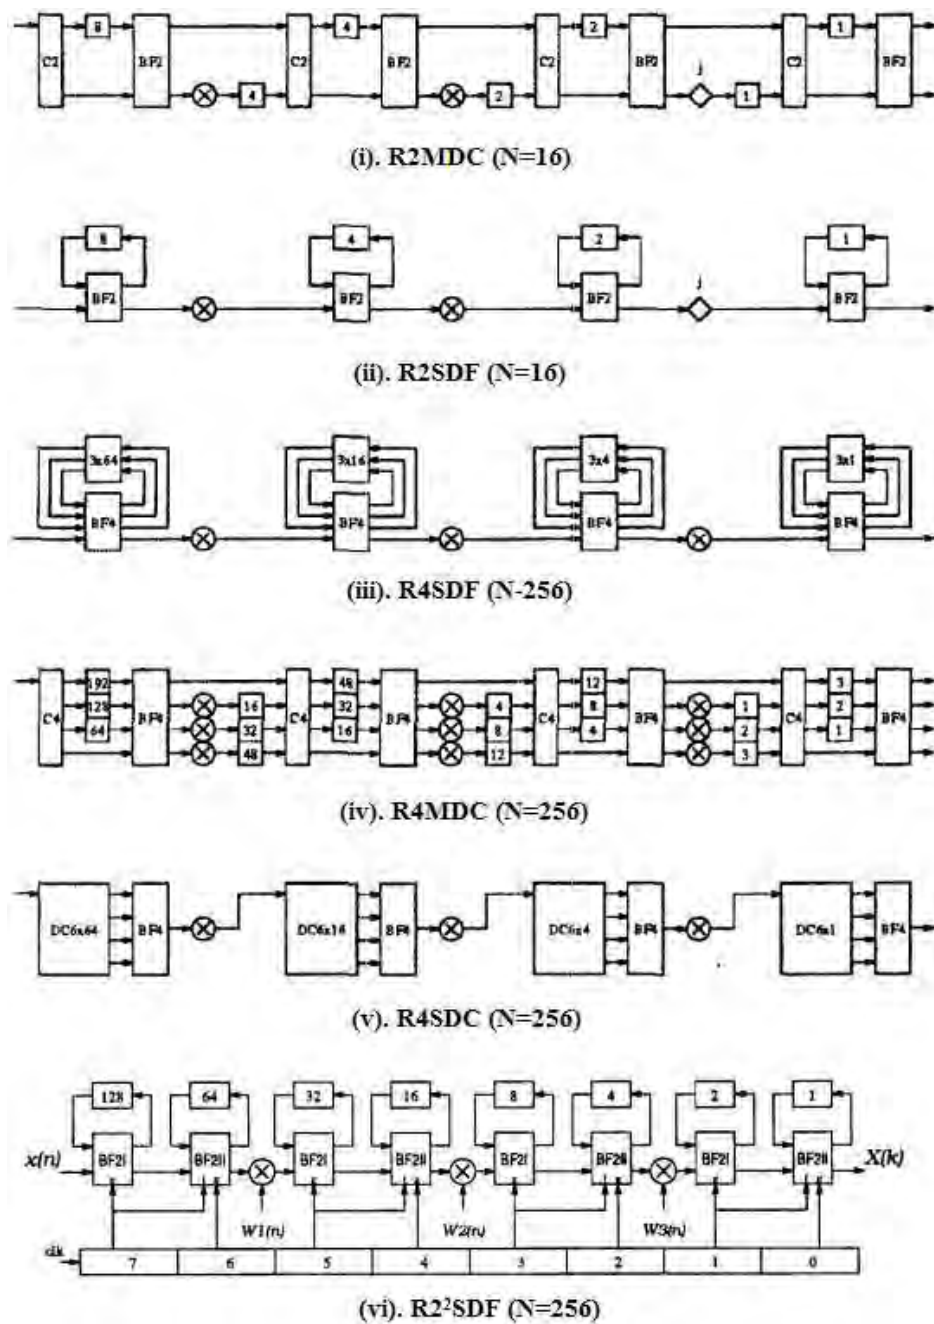 8 4 2 1
C2 BF2 C2 BF2 C2 BF2 j C2 BF2
4 2 1
(i). R2MDC (N=16)
8 4 2 1
BF2 BF2 BF2 j BF2
(ii). R2SDF (N=16)
3x64 3x16 3x4 3x1
BF4 BF4 BF4 BF4
(iii). R4SDF (N-256)
192 48 12 3
128 16 32 4 8 1 2
C4 BF4 C4 BF4 C4 BF4 C4 BF4
64 32 16 8 4 2 1
48 12 3
(iv). R4MDC (N=256)
DC6x64 BF4 DC6x16 BF4 DC6x4 BF4 DC6x1 BF4
(v). R4SDC (N=256)
128 64 32 16 8 4 2 1
x(n) BF2I BF2II BF2I BF2II BF2I BF2II BF2I BF2II X(k)
W1(n) W2(n) W3(n)
clk 7 6 5 4 3 2 1 0
(vi). R2²SDF (N=256)